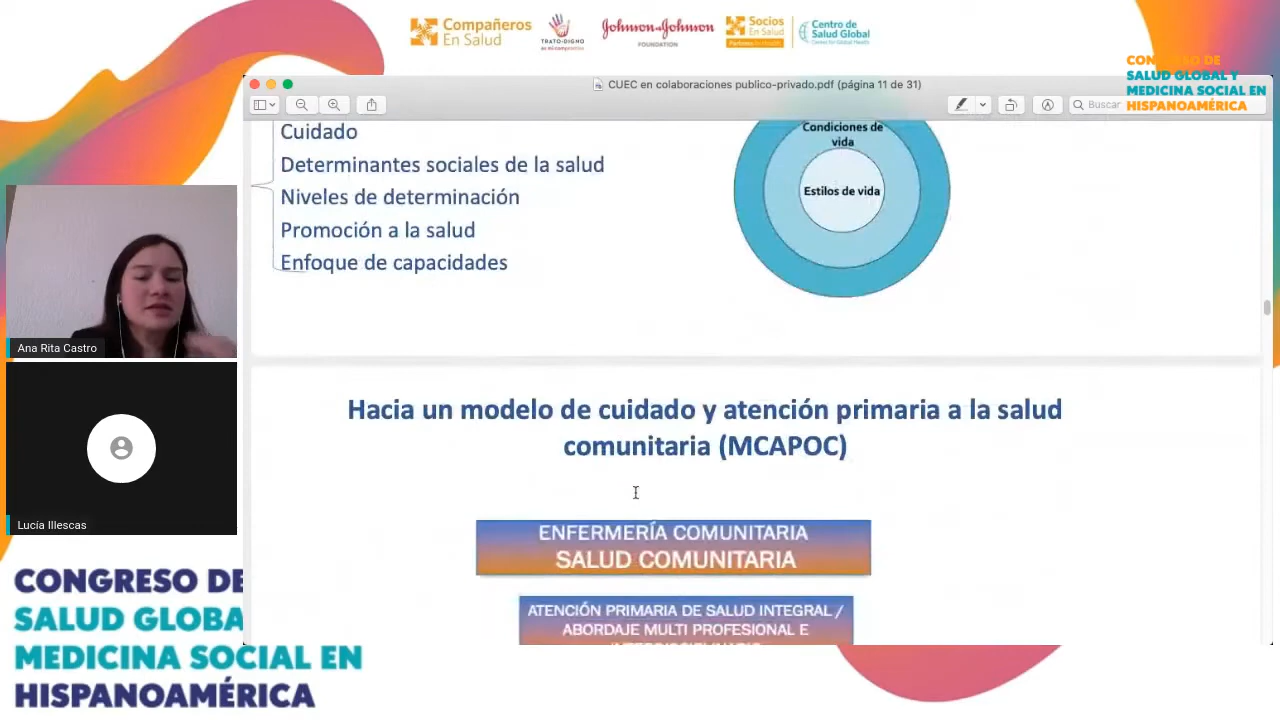 Compañeros
En Salud
TRATO·DIGNO
Johnson & Johnson
FOUNDATION
Socios
En Salud
Partners In Health
Centro de
Salud Global
Center for Global Health
CONGRESO DE
SALUD GLOBAL Y
MEDICINA SOCIAL EN
HISPANOAMÉRICA
CUEC en colaboraciones publico-privado.pdf (página 11 de 31)
Buscar
Cuidado
Determinantes sociales de la salud
Niveles de determinación
Promoción a la salud
Enfoque de capacidades
Condiciones de
vida
Estilos de vida
Ana Rita Castro
Lucía Illescas
Hacia un modelo de cuidado y atención primaria a la salud
comunitaria (MCAPOC)
ENFERMERÍA COMUNITARIA
SALUD COMUNITARIA
ATENCIÓN PRIMARIA DE SALUD INTEGRAL /
ABORDAJE MULTI PROFESIONAL E
CONGRESO DE
SALUD GLOBA
MEDICINA SOCIAL EN
HISPANOAMÉRICA